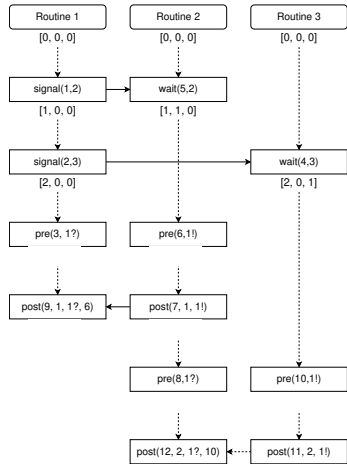 Routine 1 Routine 2 Routine 3
[0, 0, 0] [0, 0, 0] [0, 0, 0]
signal(1,2) wait(5,2)
[1, 0, 0] [1, 1, 0]
signal(2,3) wait(4,3)
[2, 0, 0] [2, 0, 1]
pre(3, 1?) pre(6,1!)
post(9, 1, 1?, 6) post(7, 1, 1!)
pre(8,1?) pre(10,1!)
post(12, 2, 1?, 10) post(11, 2, 1!)